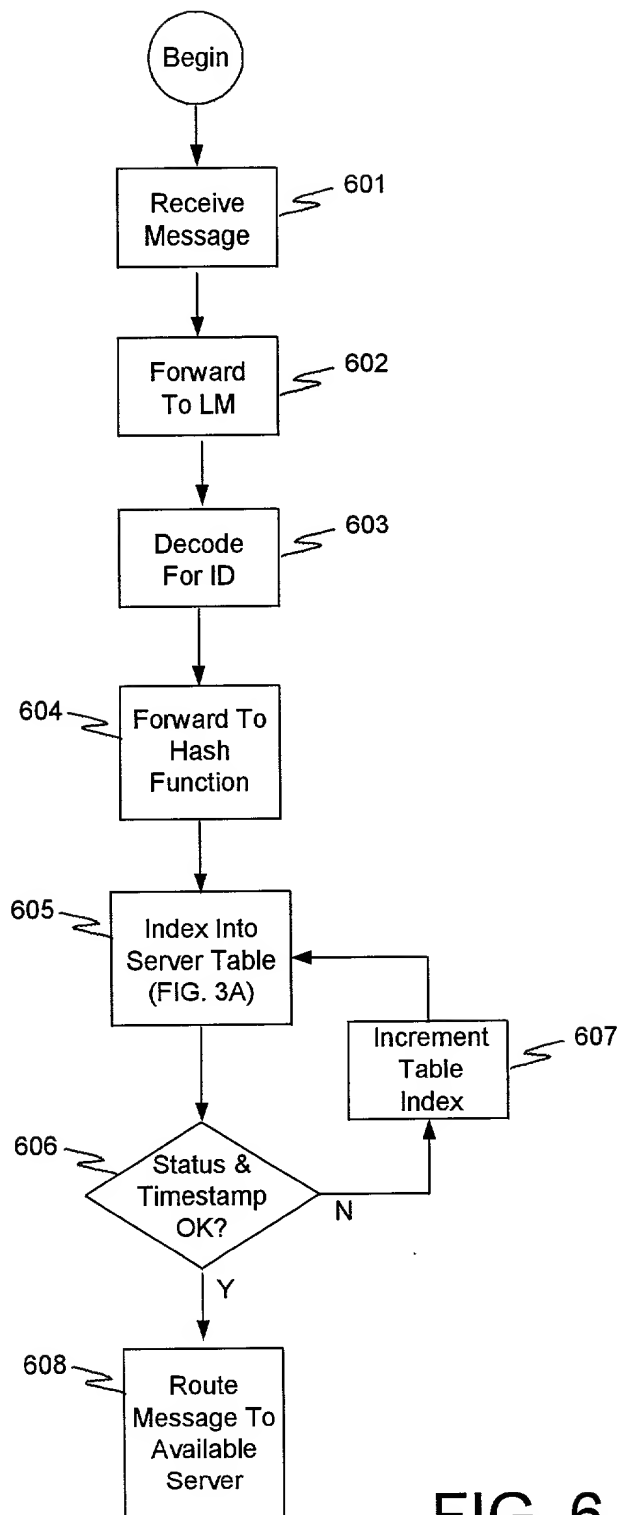 Begin
Receive
Message
601
Forward
To LM
602
Decode
For ID
603
604
Forward To
Hash
Function
605
Index Into
Server Table
(FIG. 3A)
Increment
Table
Index
607
606
Status &
Timestamp
OK?
N
Y
608
Route
Message To
Available
Server
FIG. 6